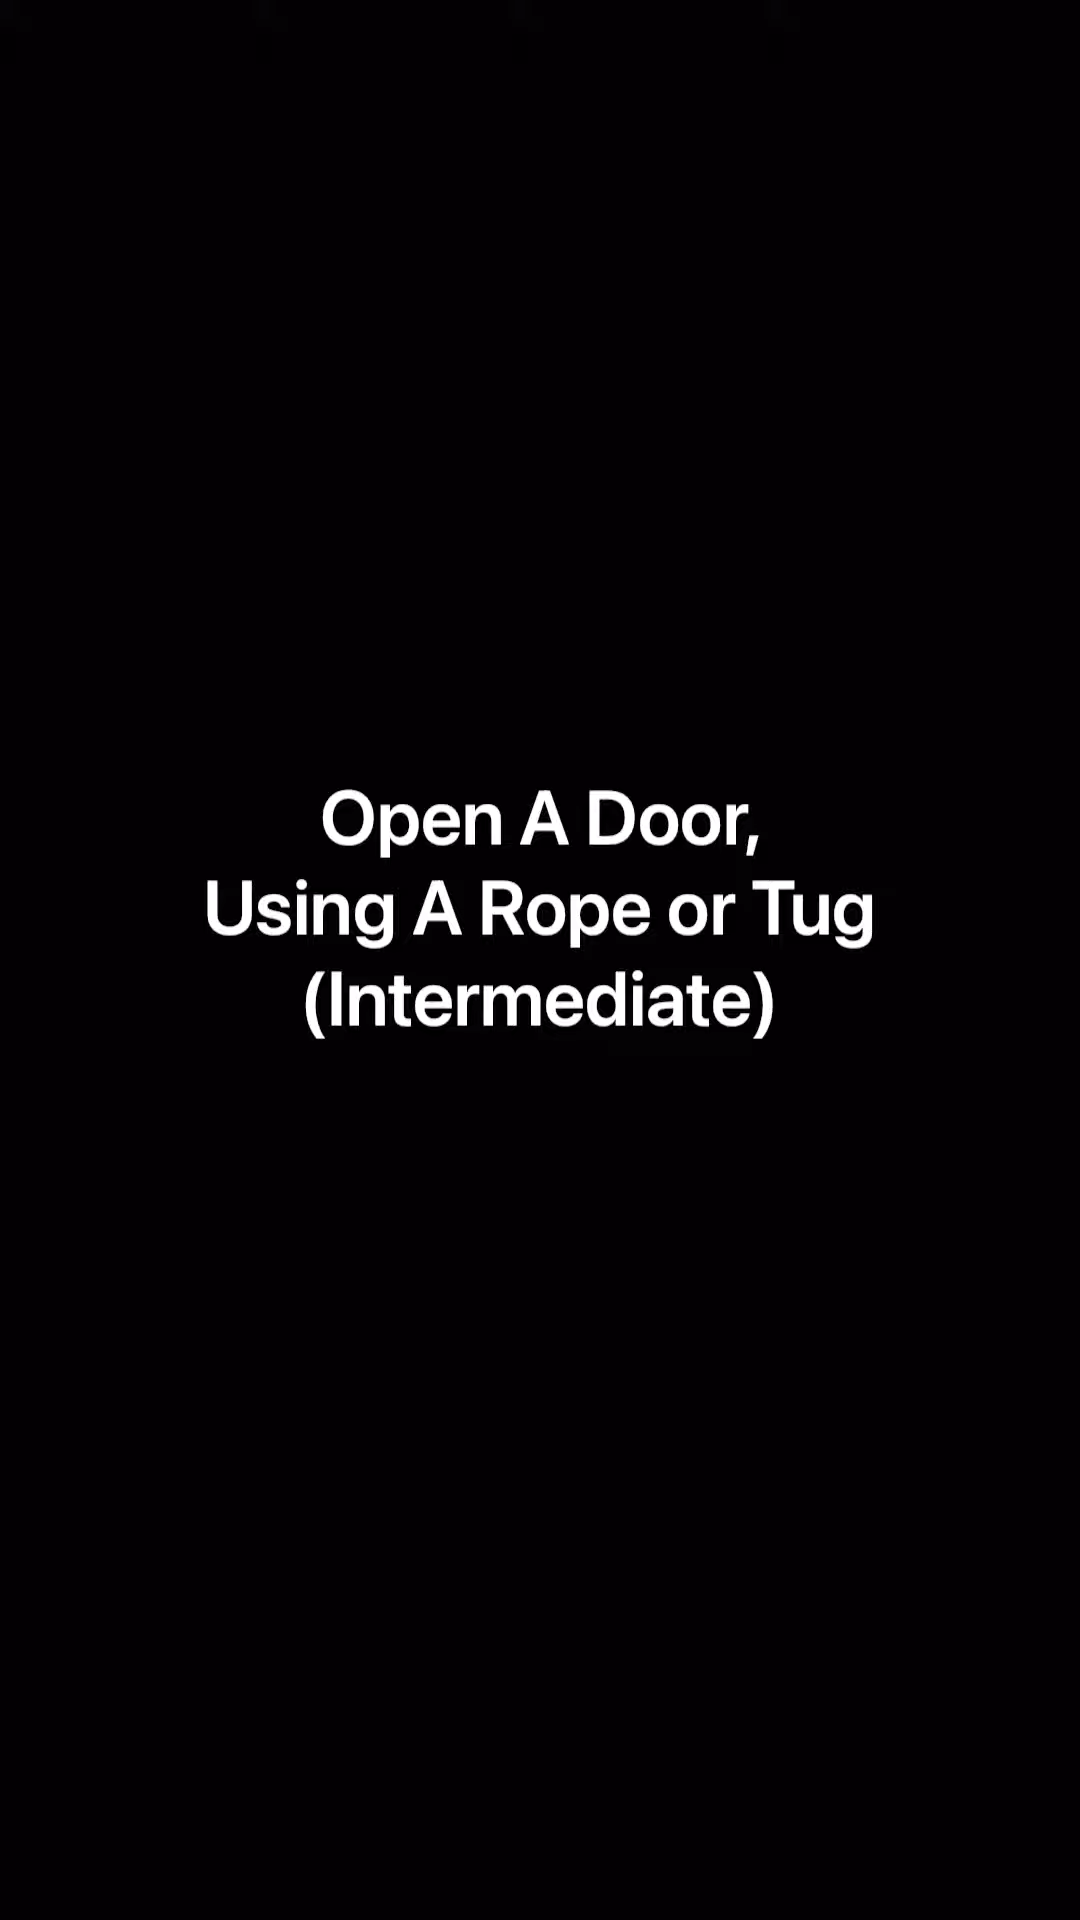 Open A Door,
Using A Rope or Tug
(Intermediate)